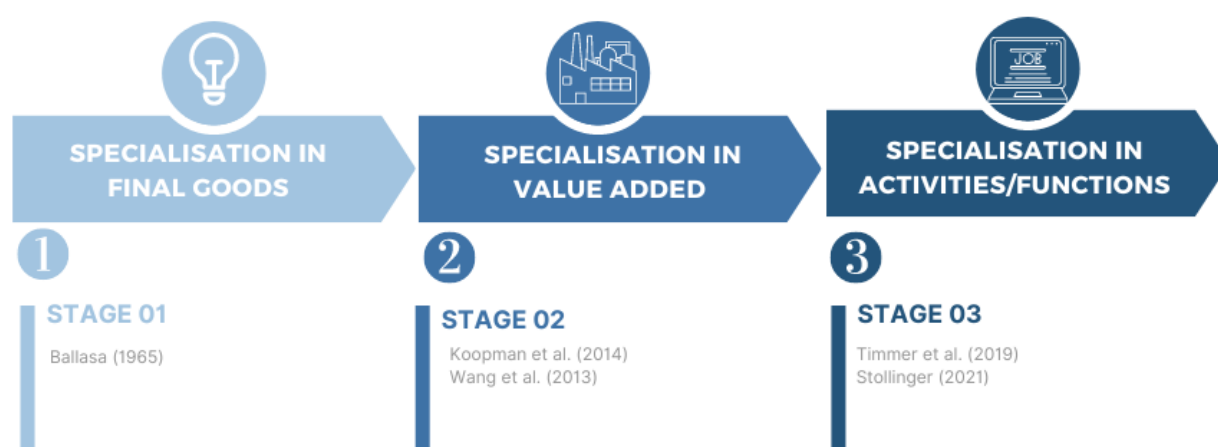 JOB
SPECIALISATION IN
FINAL GOODS
SPECIALISATION IN
VALUE ADDED
SPECIALISATION IN
ACTIVITIES/FUNCTIONS
1
STAGE 01
Ballasa (1965)
2
STAGE 02
Koopman et al. (2014)
Wang et al. (2013)
3
STAGE 03
Timmer et al. (2019)
Stollinger (2021)